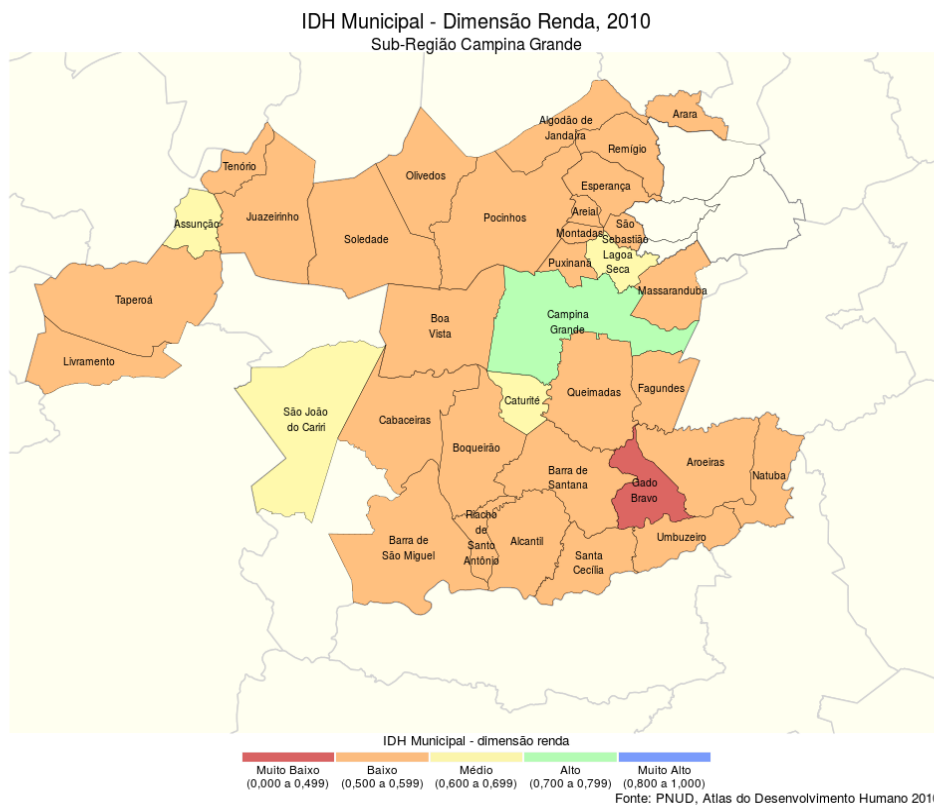 IDH Municipal - Dimensão Renda, 2010
Sub-Região Campina Grande
Arara
Algodão de
Jandaíra
Remígio
Tenório
Olivedos
Esperança
Assunção
Juazeirinho
Pocinhos
Areial
São
Sebastião
Montadas
Soledade
Lagoa
Seca
Puxinanã
Massaranduba
Taperoá
Boa
Vista
Campina
Grande
Livramento
Fagundes
Queimadas
Caturité
São João
do Cariri
Cabaceiras
Boqueirão
Aroeiras
Natuba
Barra de
Santana
Gado
Bravo
Riacho
de
Santo
Antônio
Barra de
São Miguel
Alcantil
Umbuzeiro
Santa
Cecília
IDH Municipal - dimensão renda
Muito Baixo
(0,000 a 0,499)
Baixo
(0,500 a 0,599)
Médio
(0,600 a 0,699)
Alto
(0,700 a 0,799)
Muito Alto
(0,800 a 1,000)
Fonte: PNUD, Atlas do Desenvolvimento Humano 2010